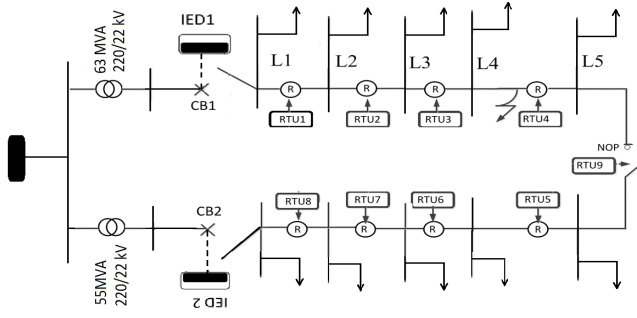 IED1
63 MVA
220/22 kV
L1
L2
L3
L4
L5
CB1
R
R
R
R
RTU1
RTU2
RTU3
RTU4
NOP
RTU9
CB2
RTU8
RTU7
RTU6
RTU5
R
R
R
R
55MVA
220/22 kV
IED 2